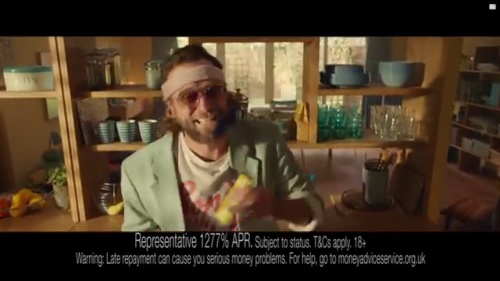 Representative 1277% APR. Subject to status. T&Cs apply. 18+
Warning: Late repayment can cause you serious money problems. For help, go to moneyadviceservice.org.uk